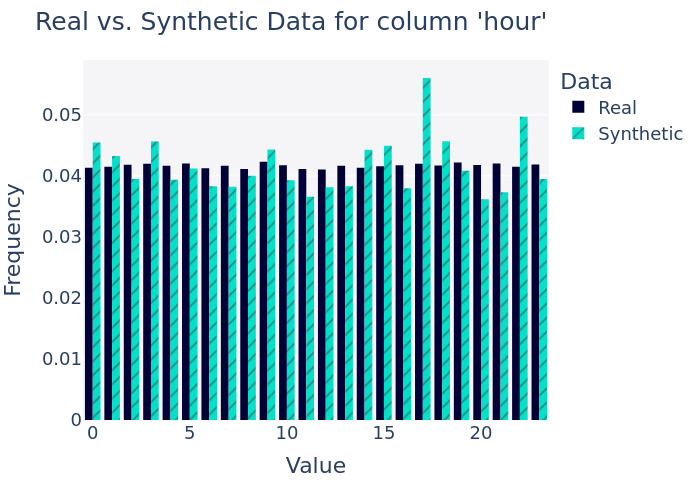 Real vs. Synthetic Data for column 'hour'
Data
Real
Synthetic
Frequency
0.05
0.04
0.03
0.02
0.01
0
0 5 10 15 20
Value